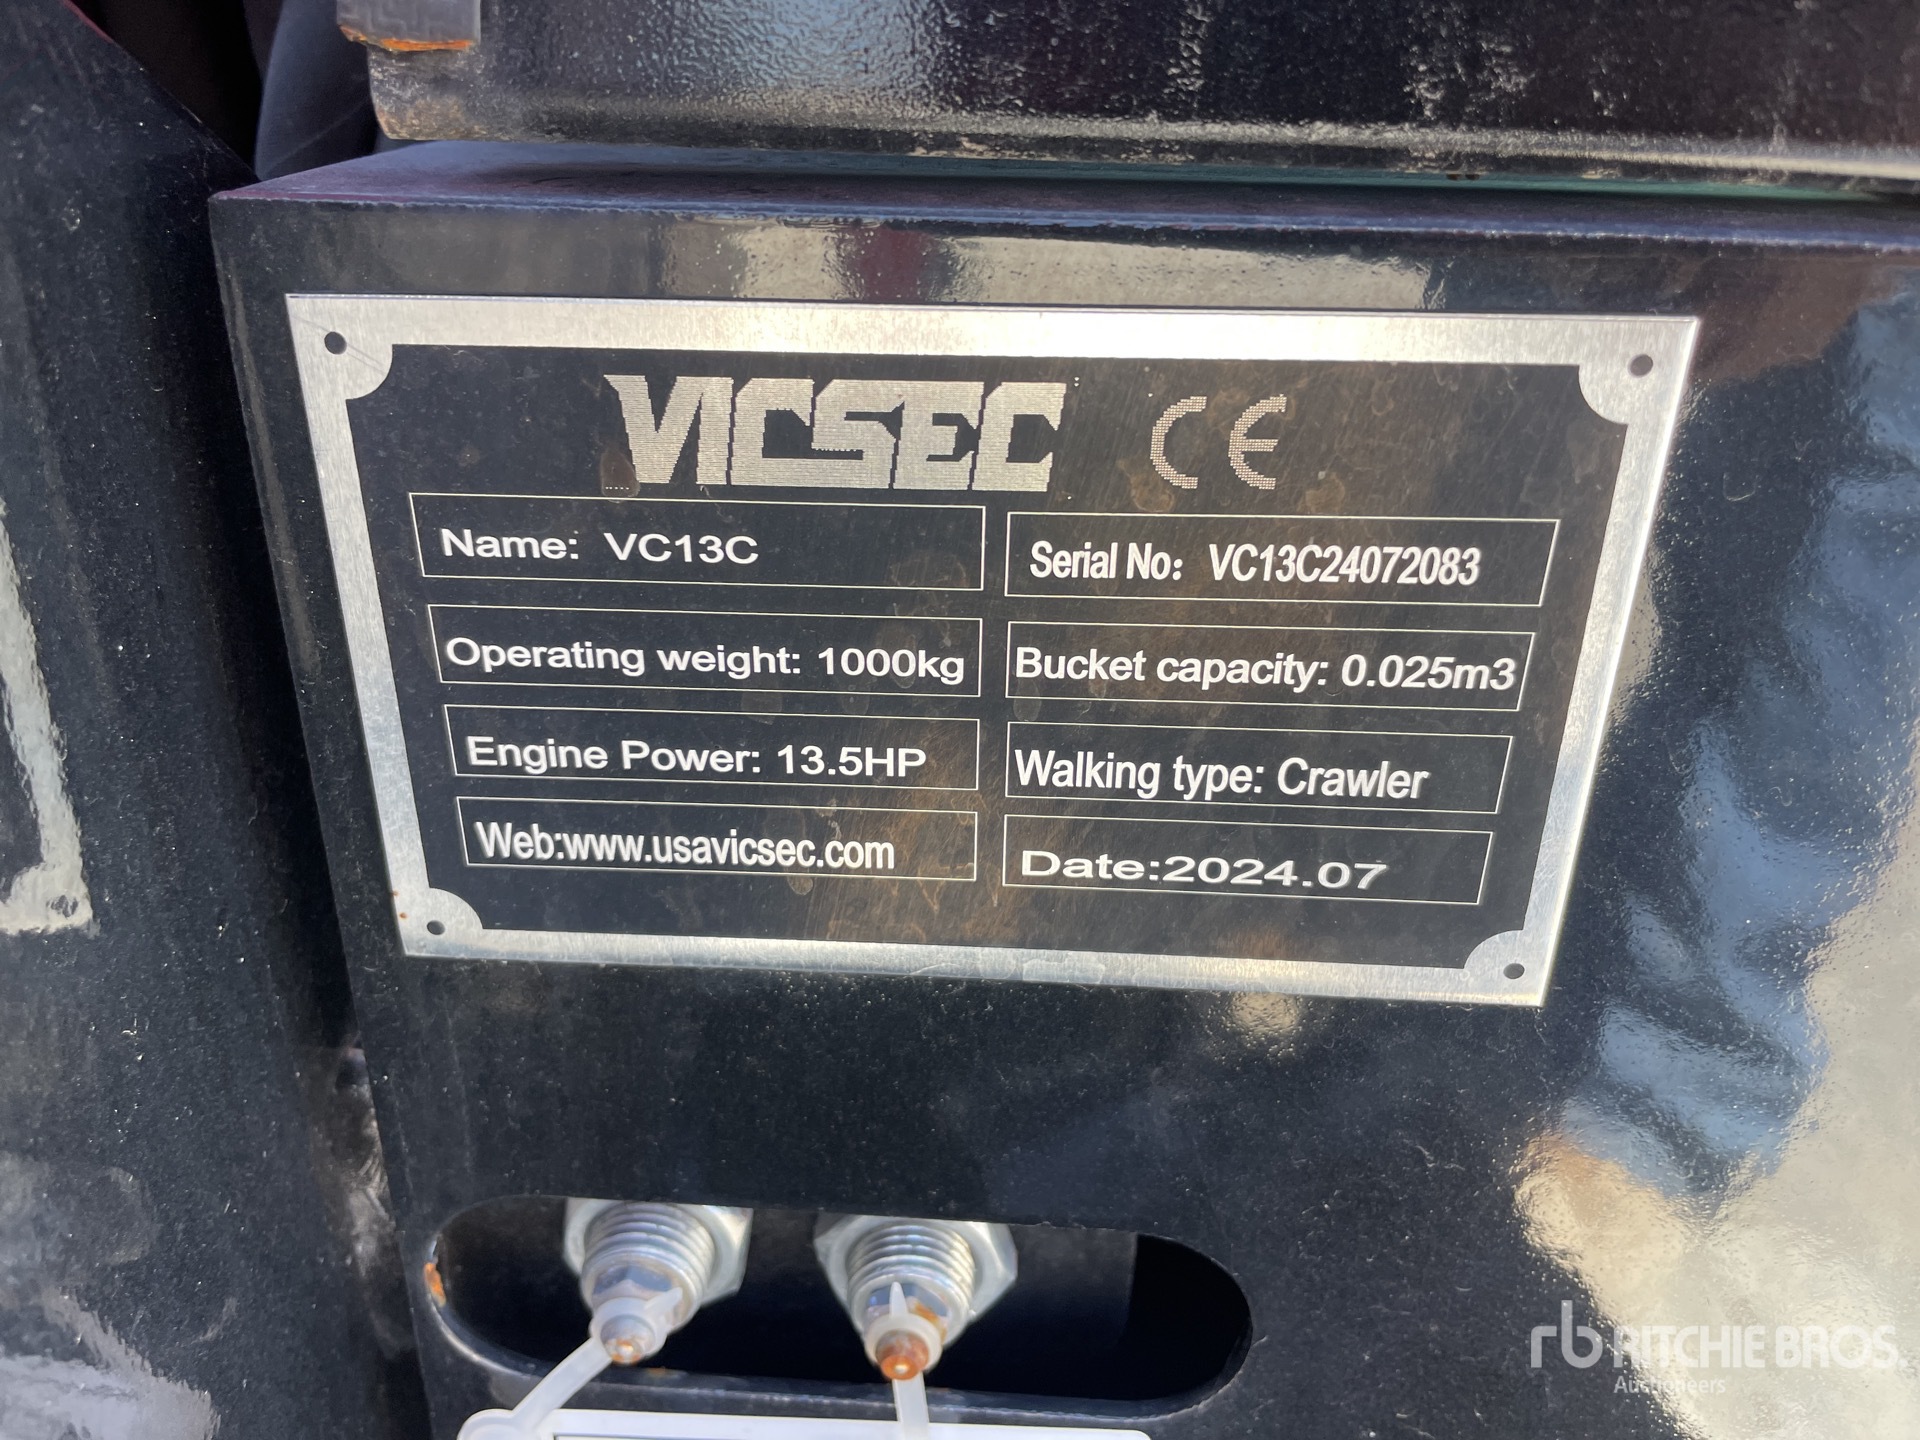 VICSEC CE
Name: VC13C
Serial No: VC13C24072083
Operating weight: 1000kg
Bucket capacity: 0.025m3
Engine Power: 13.5HP
Walking type: Crawler
Web:www.usavicsec.com
Date:2024.07
rb RITCHIE BROS.
Auctioneers